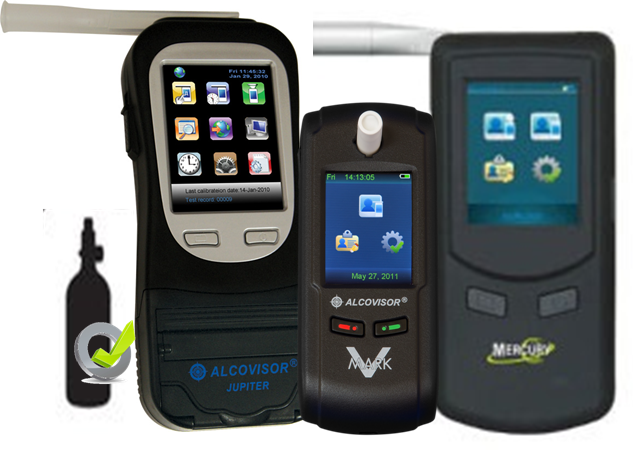 Fri 11:45:32
Jan 29, 2010
Last calibrateion date 14-Jan-2010
Test record: 00009
ALCOVISOR®
JUPITER
Fri 14:13:05
May 27, 2011
ALCOVISOR®
V
MARK
MERCURY